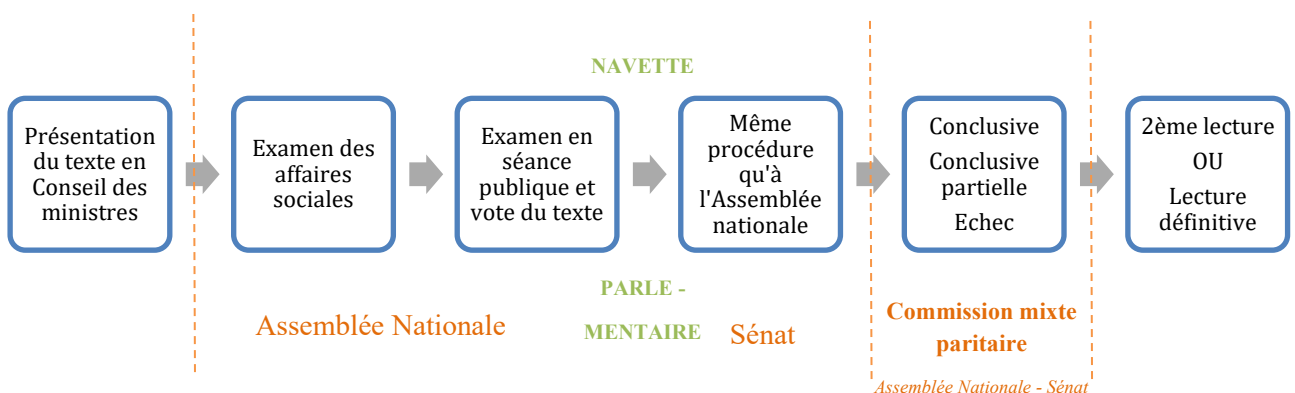 NAVETTE
Présentation
du texte en
Conseil des
ministres
Examen des
affaires
sociales
Examen en
séance
publique et
vote du texte
Même
procédure
qu'à
l'Assemblée
nationale
Conclusive
Conclusive
partielle
Echec
2ème lecture
OU
Lecture
définitive
Assemblée Nationale
PARLE -
MENTAIRE
Sénat
Commission mixte
paritaire
Assemblée Nationale - Sénat